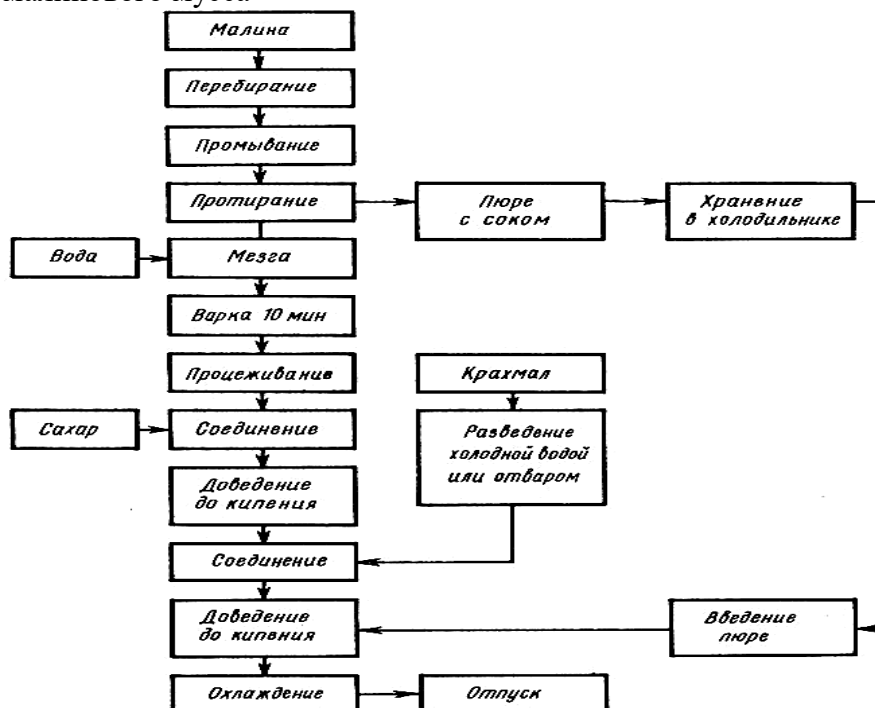 малинового мусса
Малина
Перебирание
Промывание
Протирание
Пюре
с соком
Хранение
в холодильнике
Вода
Мезга
Варка 10 мин
Процеживание
Крахмал
Сахар
Соединение
Разведение
холодной водой
или отваром
Доведение
до кипения
Соединение
Доведение
до кипения
Введение
пюре
Охлаждение
Отпуск